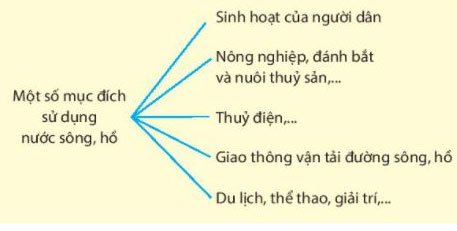 Một số mục đích
sử dụng
nước sông, hồ
Sinh hoạt của người dân
Nông nghiệp, đánh bắt
và nuôi thuỷ sản,...
Thuỷ điện,...
Giao thông vận tải đường sông, hồ
Du lịch, thể thao, giải trí,...